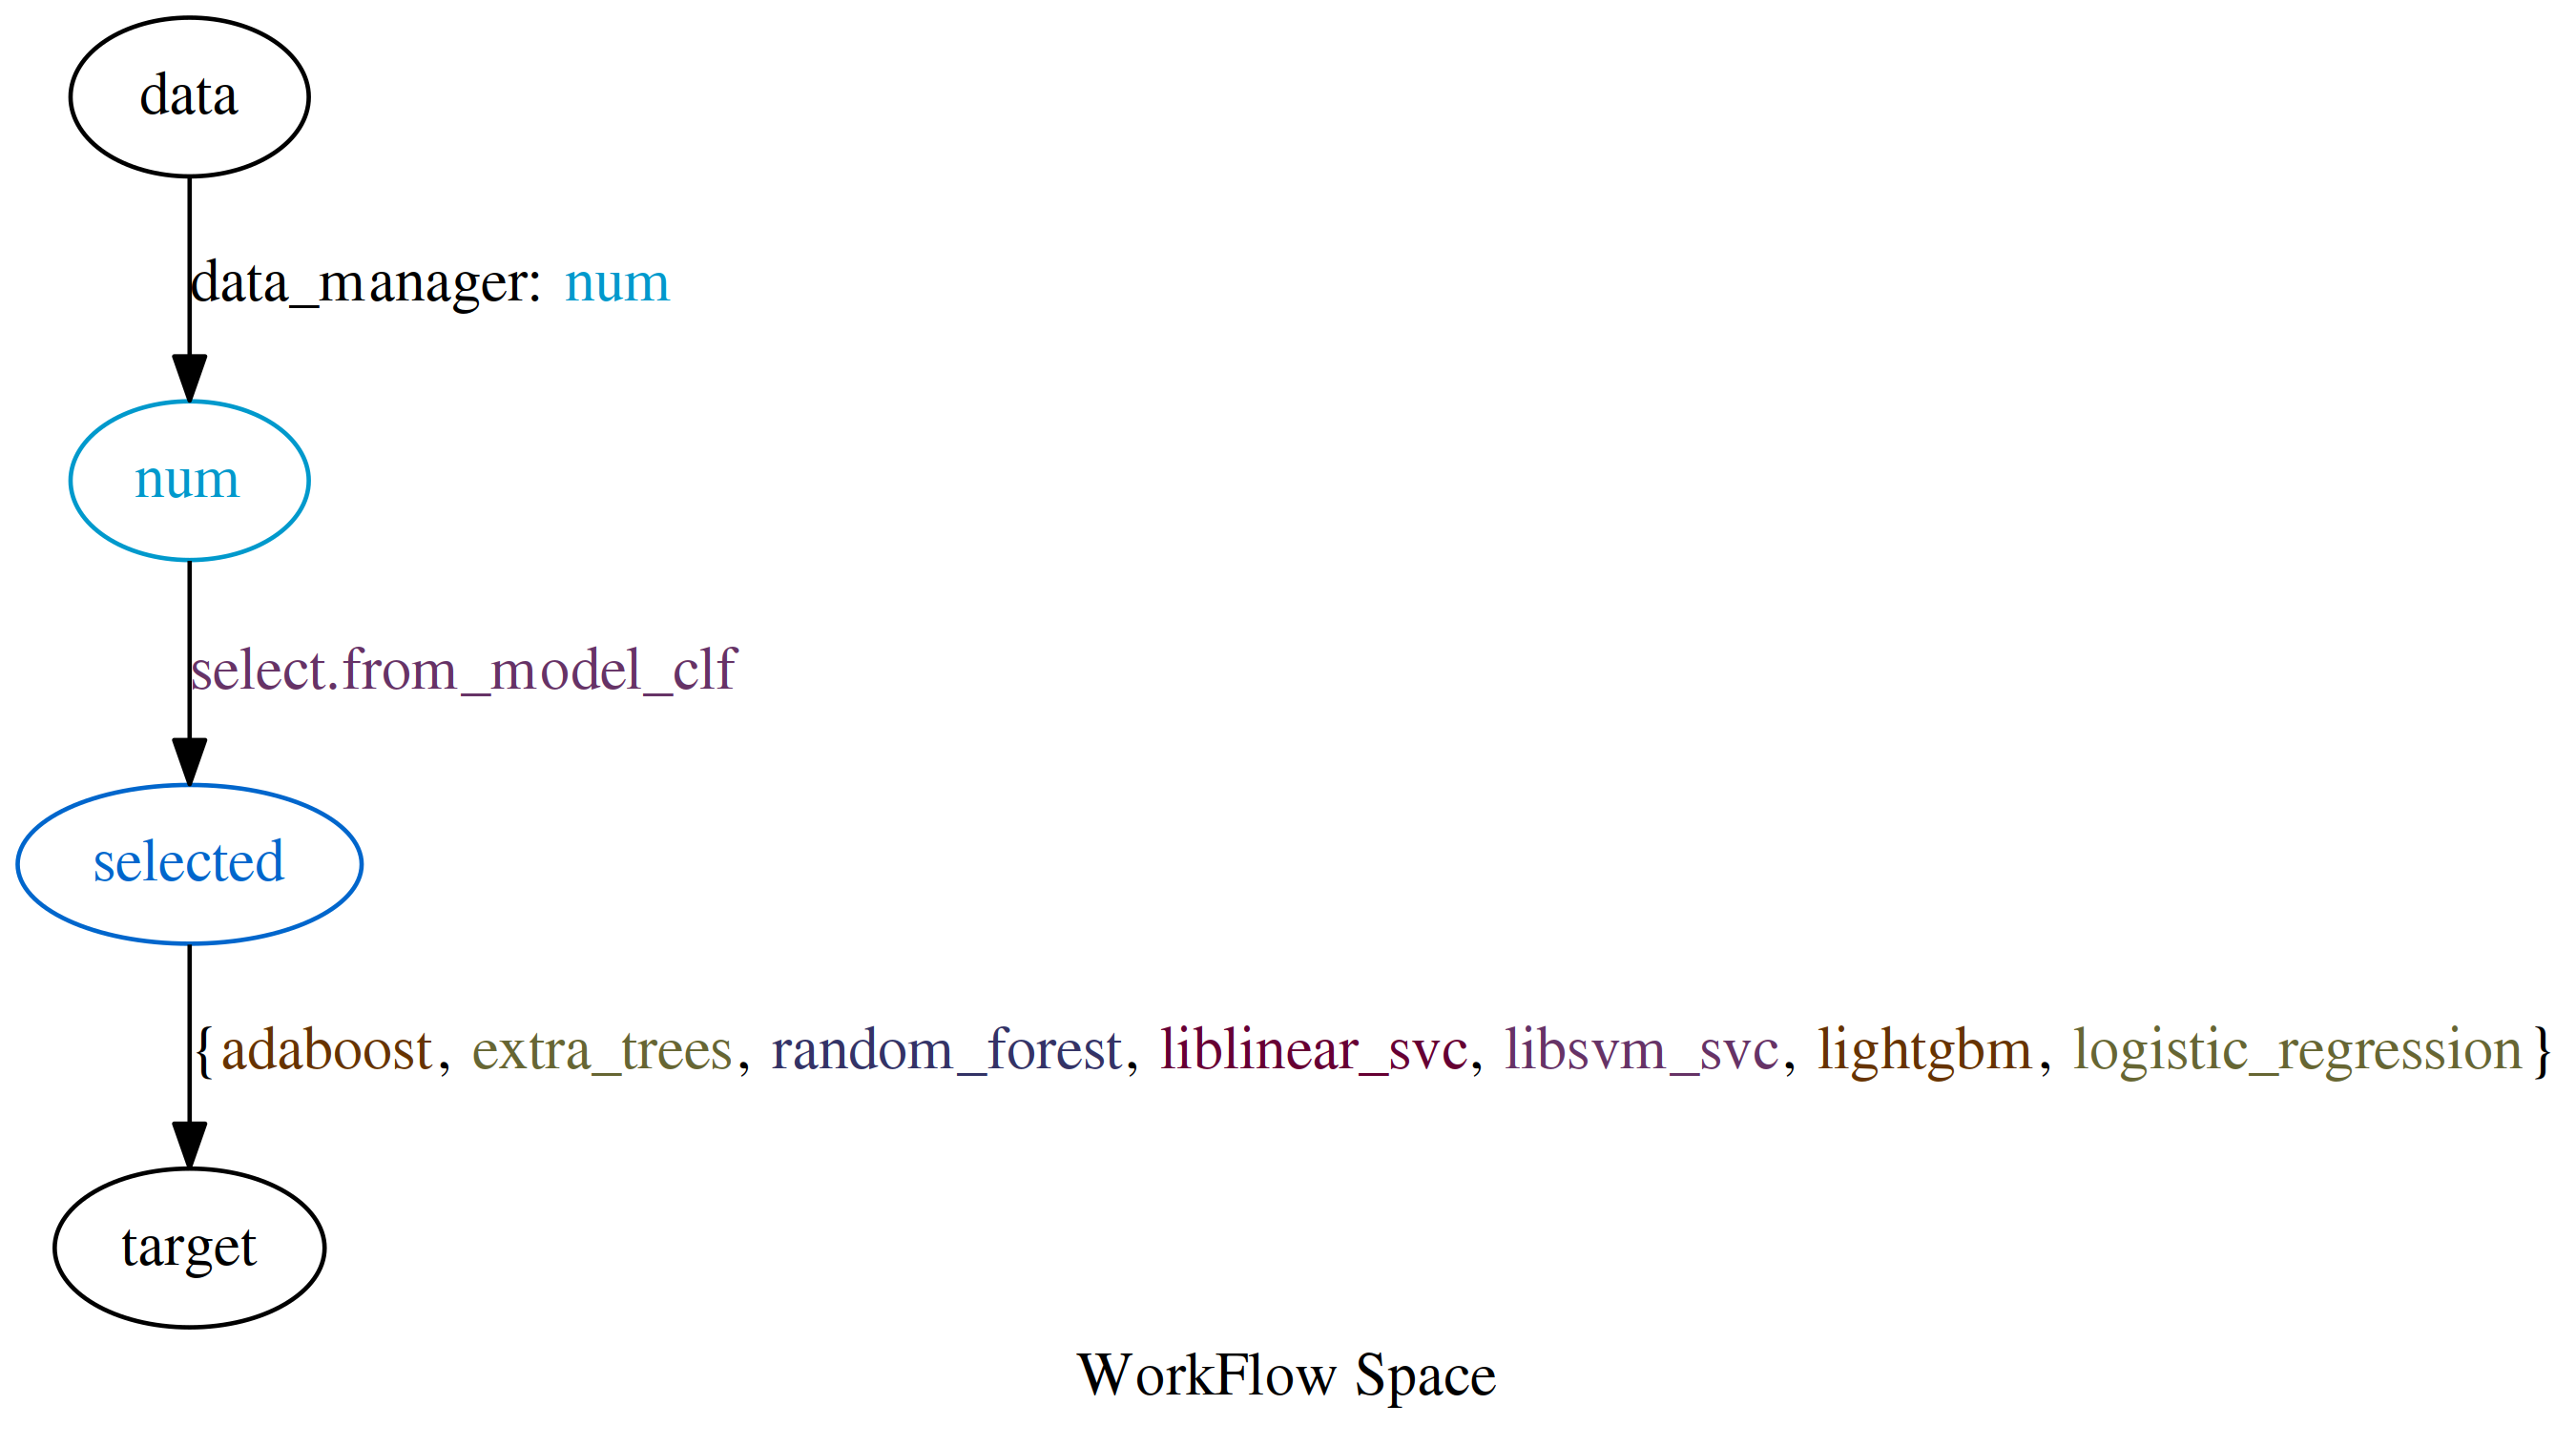 data
data_manager: num
num
select.from_model_clf
selected
{adaboost, extra_trees, random_forest, liblinear_svc, libsvm_svc, lightgbm, logistic_regression}
target
WorkFlow Space